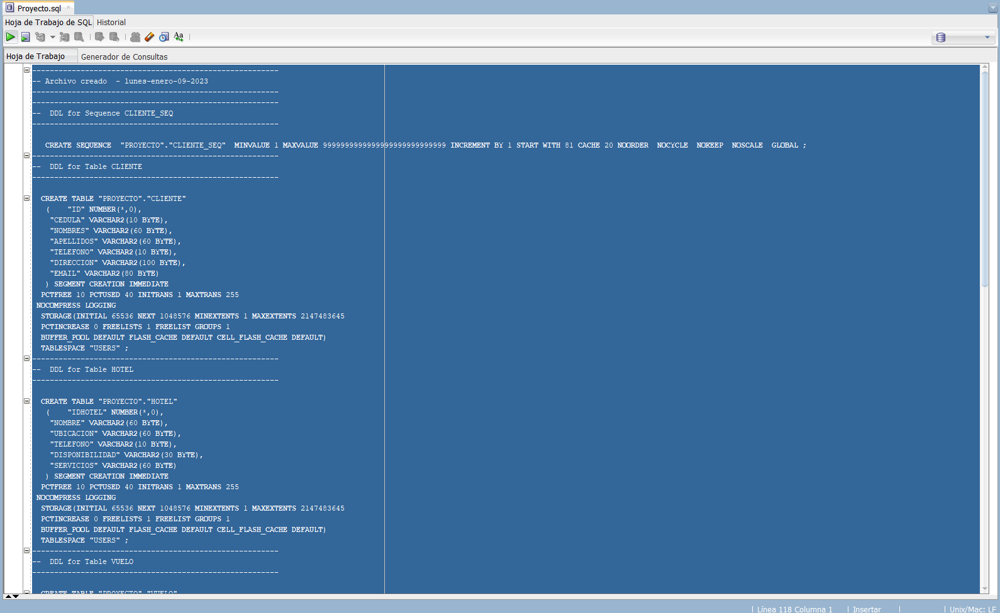 Proyecto.sql
Hoja de Trabajo de SQL Historial
Aa
Hoja de Trabajo Generador de Consultas
--------------------------------------------------------
-- Archivo creado  - lunes-enero-09-2023
--------------------------------------------------------
--------------------------------------------------------
--  DDL for Sequence CLIENTE_SEQ
--------------------------------------------------------
CREATE SEQUENCE  "PROYECTO"."CLIENTE_SEQ"  MINVALUE 1 MAXVALUE 9999999999999999999999999999 INCREMENT BY 1 START WITH 81 CACHE 20 NOORDER  NOCYCLE  NOKEEP  NOSCALE  GLOBAL ;
--------------------------------------------------------
--  DDL for Table CLIENTE
--------------------------------------------------------
CREATE TABLE "PROYECTO"."CLIENTE"
(    "ID" NUMBER(*,0),
"CEDULA" VARCHAR2(10 BYTE),
"NOMBRES" VARCHAR2(60 BYTE),
"APELLIDOS" VARCHAR2(60 BYTE),
"TELEFONO" VARCHAR2(10 BYTE),
"DIRECCION" VARCHAR2(100 BYTE),
"EMAIL" VARCHAR2(80 BYTE)
) SEGMENT CREATION IMMEDIATE
PCTFREE 10 PCTUSED 40 INITRANS 1 MAXTRANS 255
NOCOMPRESS LOGGING
STORAGE(INITIAL 65536 NEXT 1048576 MINEXTENTS 1 MAXEXTENTS 2147483645
PCTINCREASE 0 FREELISTS 1 FREELIST GROUPS 1
BUFFER_POOL DEFAULT FLASH_CACHE DEFAULT CELL_FLASH_CACHE DEFAULT)
TABLESPACE "USERS" ;
--------------------------------------------------------
--  DDL for Table HOTEL
--------------------------------------------------------
CREATE TABLE "PROYECTO"."HOTEL"
(    "IDHOTEL" NUMBER(*,0),
"NOMBRE" VARCHAR2(60 BYTE),
"UBICACION" VARCHAR2(60 BYTE),
"TELEFONO" VARCHAR2(10 BYTE),
"DISPONIBILIDAD" VARCHAR2(30 BYTE),
"SERVICIOS" VARCHAR2(60 BYTE)
) SEGMENT CREATION IMMEDIATE
PCTFREE 10 PCTUSED 40 INITRANS 1 MAXTRANS 255
NOCOMPRESS LOGGING
STORAGE(INITIAL 65536 NEXT 1048576 MINEXTENTS 1 MAXEXTENTS 2147483645
PCTINCREASE 0 FREELISTS 1 FREELIST GROUPS 1
BUFFER_POOL DEFAULT FLASH_CACHE DEFAULT CELL_FLASH_CACHE DEFAULT)
TABLESPACE "USERS" ;
--------------------------------------------------------
--  DDL for Table VUELO
--------------------------------------------------------
CREATE TABLE "PROYECTO"."VUELO"
Línea 118 Columna 1 Insertar Unix/Mac: LF